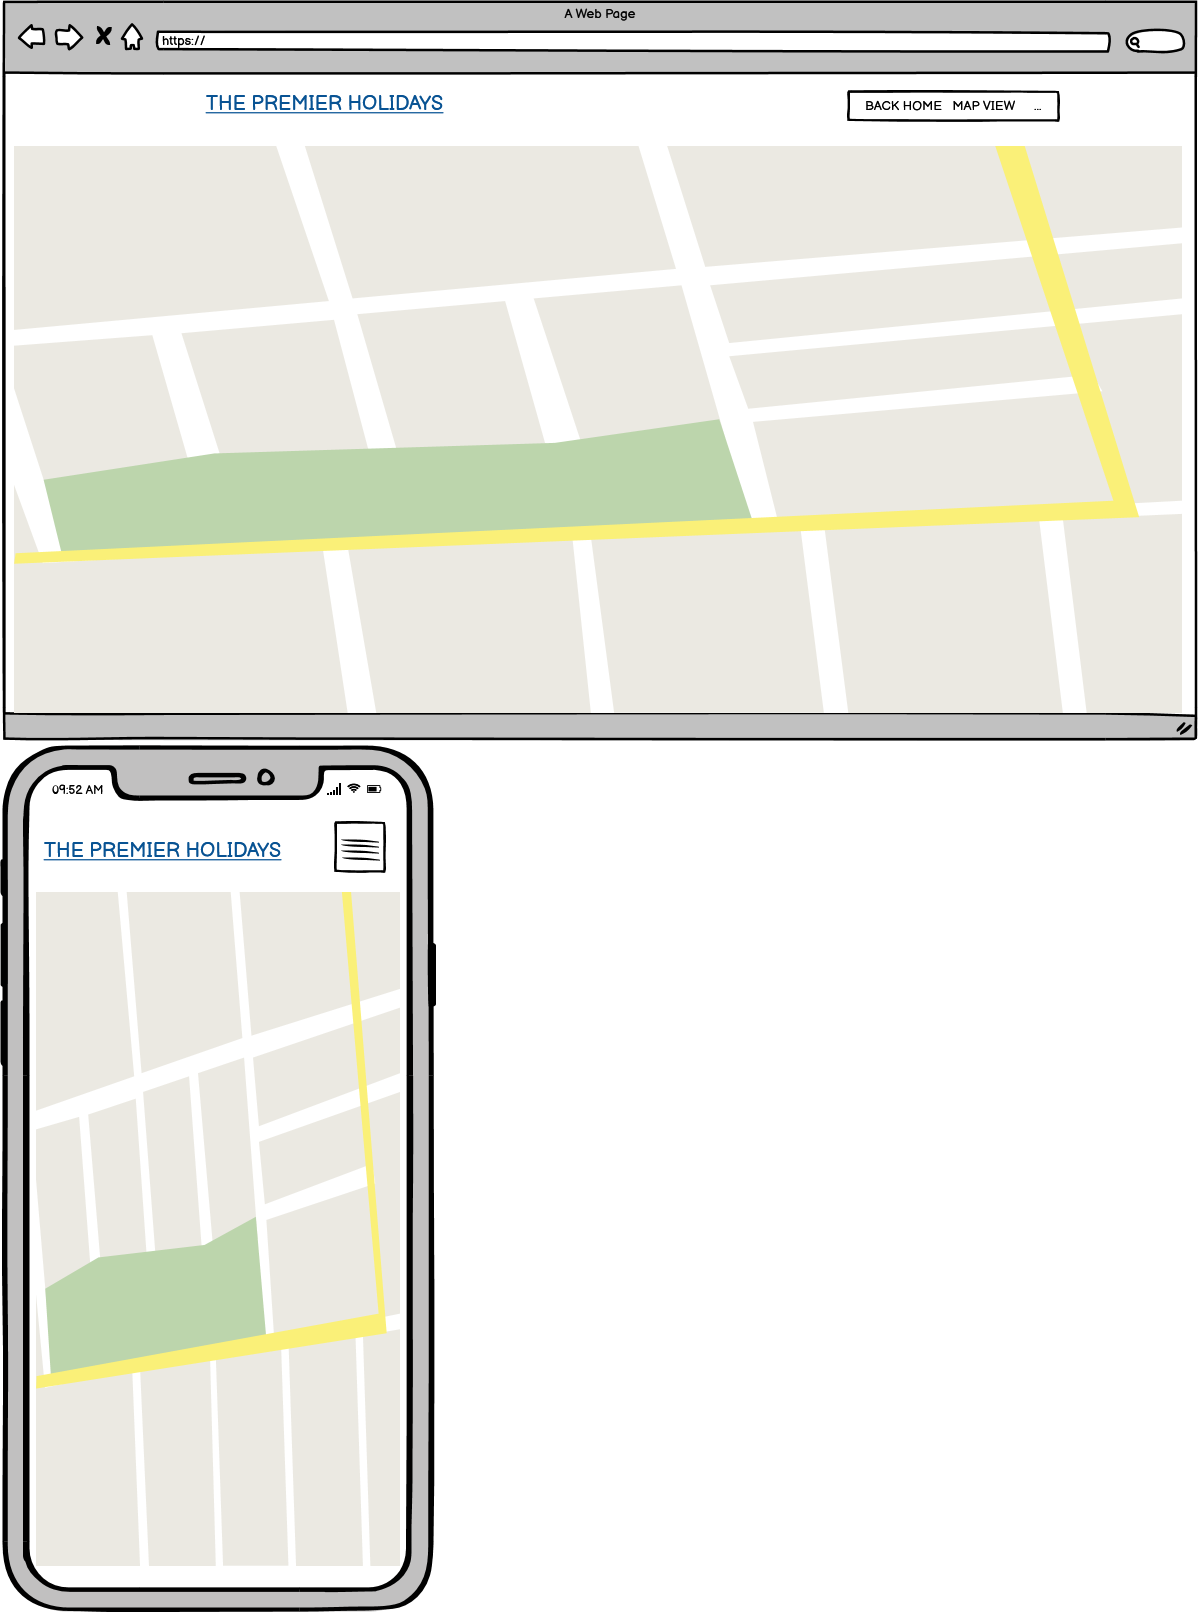 A Web Page
https://
THE PREMIER HOLIDAYS
BACK HOME MAP VIEW ...
09:52 AM
THE PREMIER HOLIDAYS